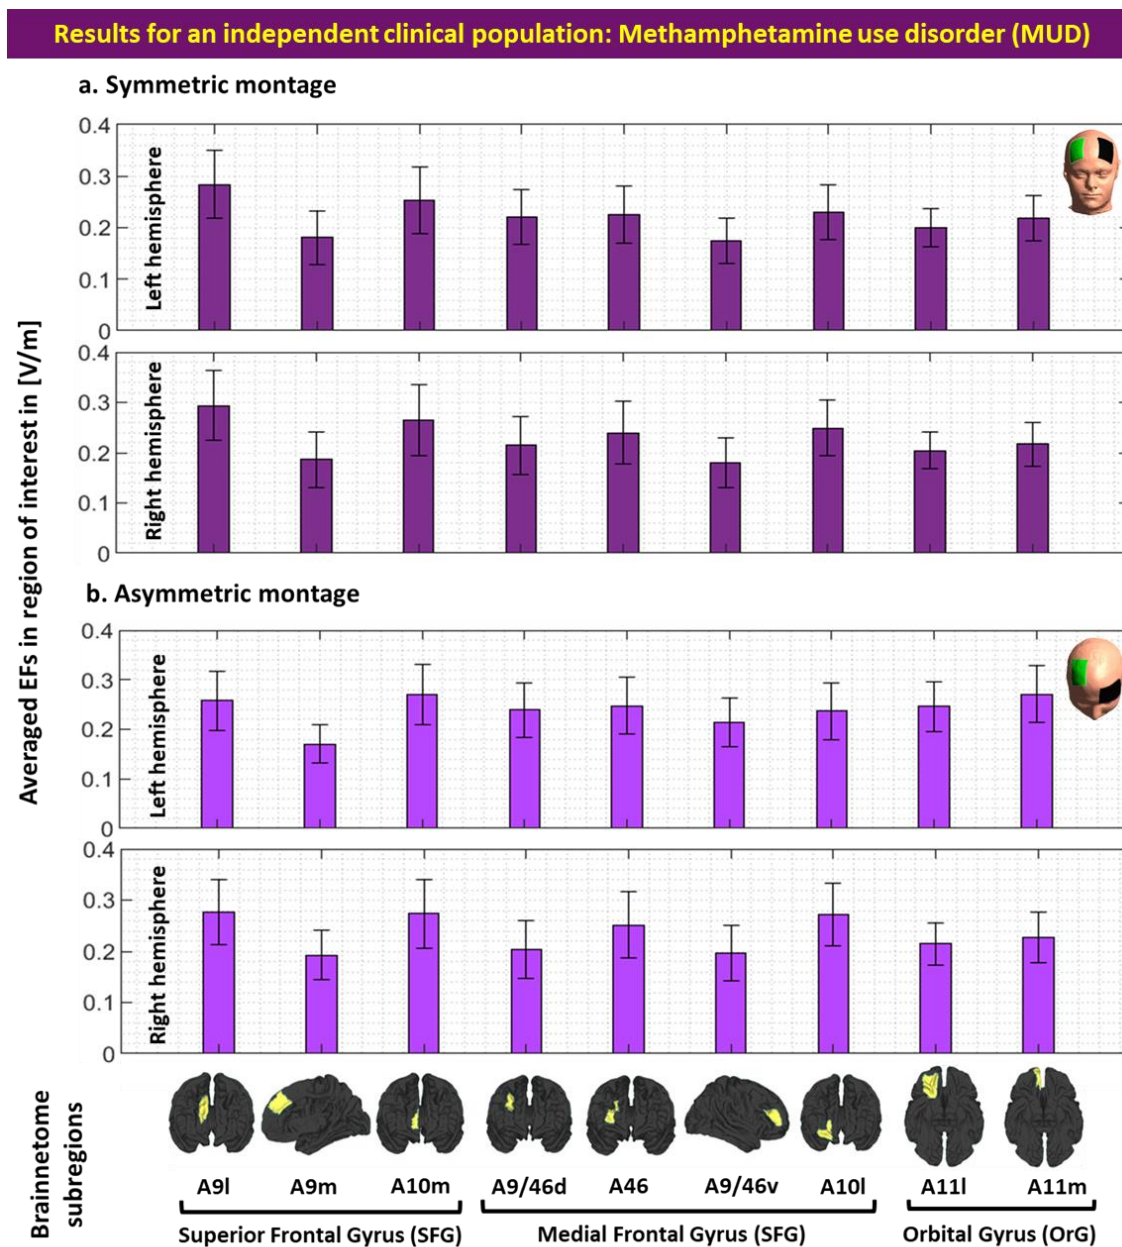 Results for an independent clinical population: Methamphetamine use disorder (MUD)
a. Symmetric montage
Averaged EFs in region of interest in [V/m]
Left hemisphere
0.4
0.3
0.2
0.1
0
Right hemisphere
0.4
0.3
0.2
0.1
0
b. Asymmetric montage
Left hemisphere
0.4
0.3
0.2
0.1
0
Right hemisphere
0.4
0.3
0.2
0.1
0
Brainnetome
subregions
A9l A9m A10m A9/46d A46 A9/46v A10l A11l A11m
Superior Frontal Gyrus (SFG) Medial Frontal Gyrus (SFG) Orbital Gyrus (OrG)